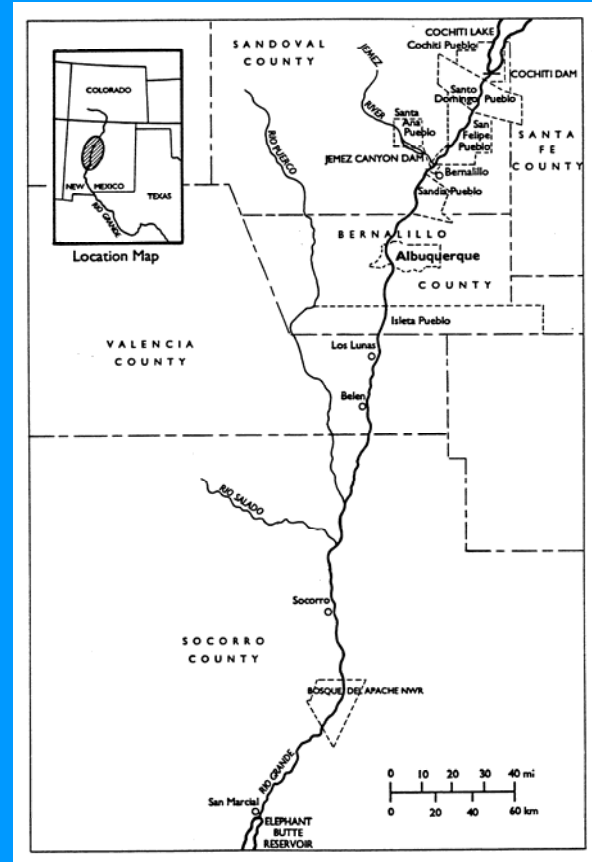 COCHITI LAKE
Cochiti Pueblo
COCHITI DAM
SANDOVAL
COUNTY
JEMEZ
RIVER
Santo
Domingo Pueblo
Santa
Ana
Pueblo
San
Felipe
Pueblo
SANTA
FE
COUNTY
JEMEZ CANYON DAM
Bernalillo
Sandia Pueblo
RIO PUERCO
COLORADO
NEW MEXICO
TEXAS
RIO GRANDE
Location Map
BERNALILLO
Albuquerque
COUNTY
Isleta Pueblo
Los Lunas
VALENCIA
COUNTY
Belen
RIO SALADO
Socorro
SOCORRO
COUNTY
BOSQUE DEL APACHE NWR
RIO GRANDE
San Marcial
ELEPHANT
BUTTE
RESERVOIR
0 10 20 30 40 mi
0 20 40 60 km